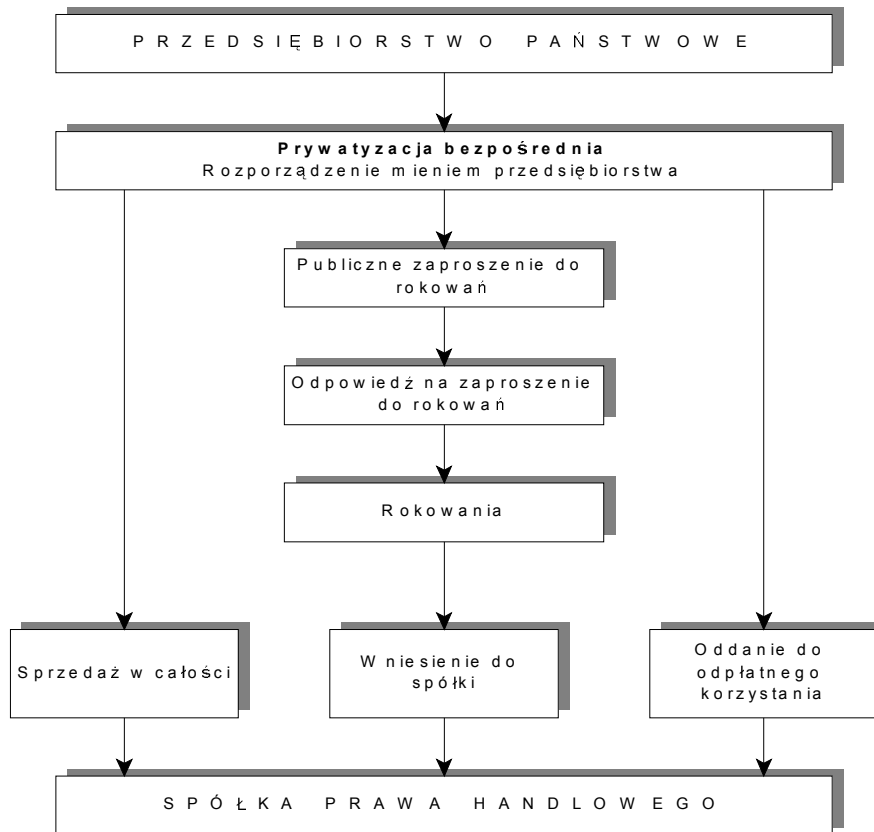 PRZEDSIĘBIORSTWO PAŃSTWOWE
Prywatyzacja bezpośrednia
Rozporządzenie mieniem przedsiębiorstwa
Publiczne zaproszenie do
rokowań
Odpowiedź na zaproszenie
do rokowań
Rokowania
Sprzedaż w całości
Wniesienie do
spółki
Oddanie do
odpłatnego
korzystania
SPÓŁKA PRAWA HANDLOWEGO